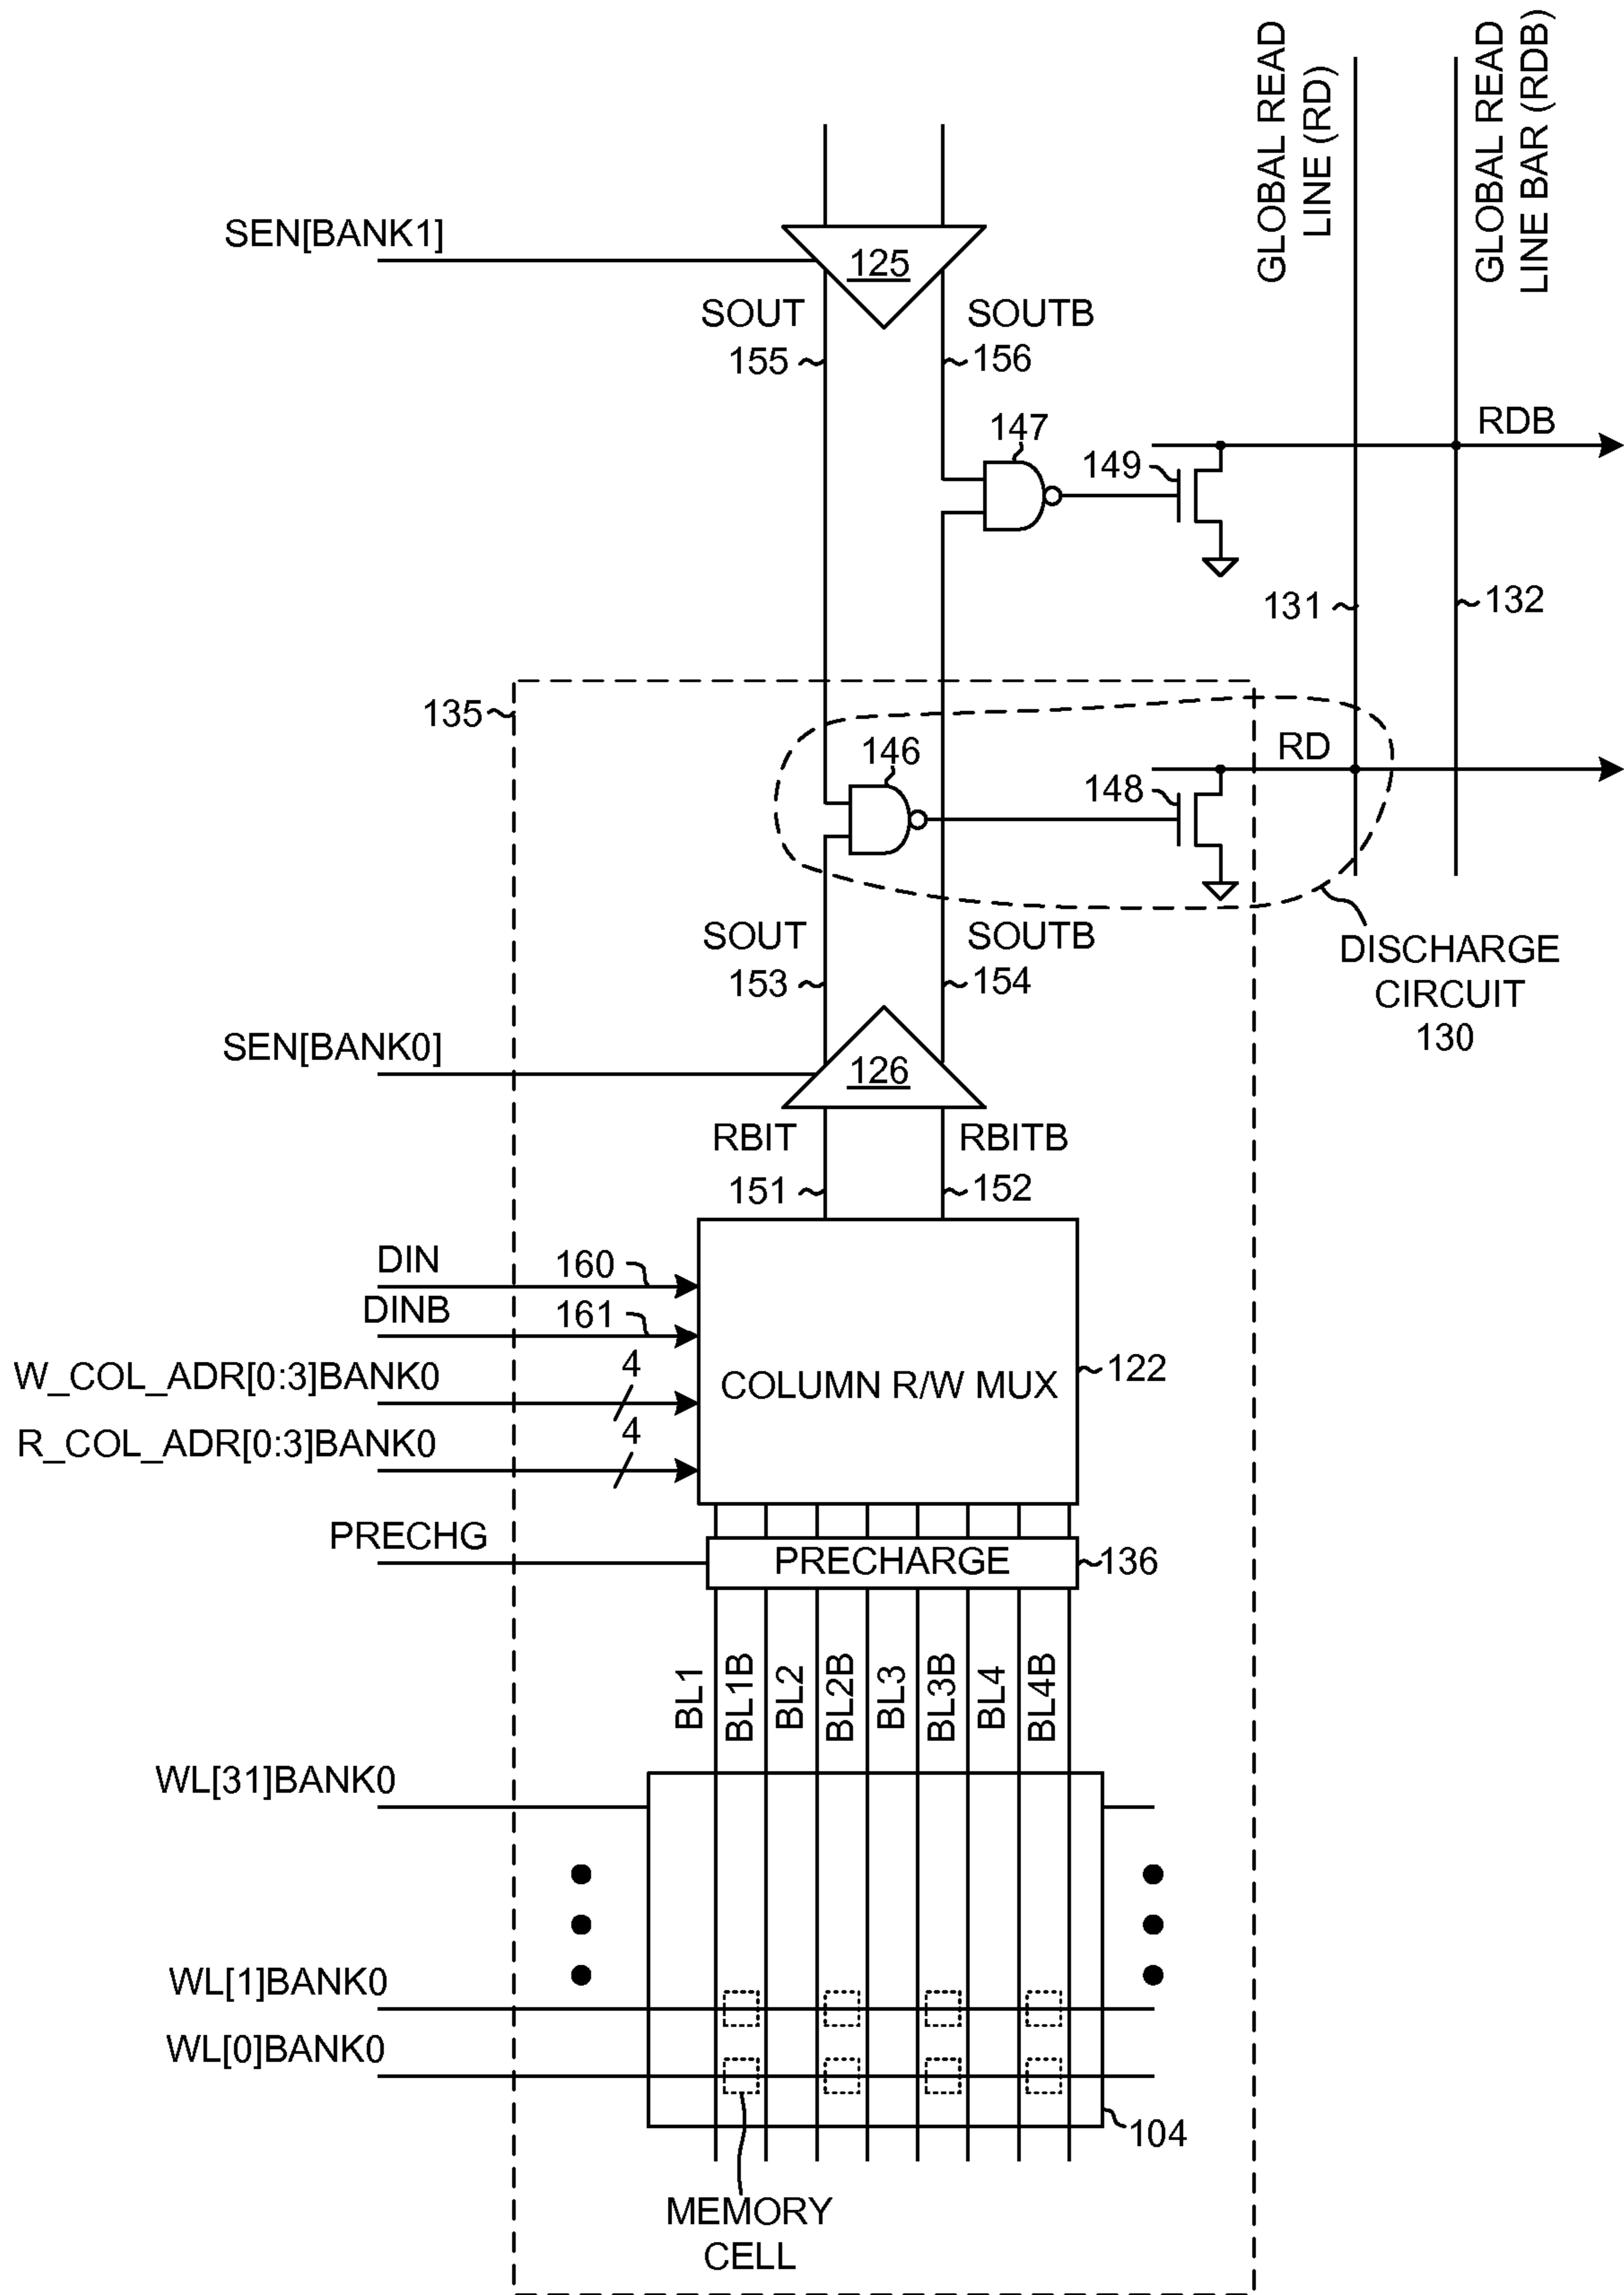 GLOBAL READ
LINE (RD)
GLOBAL READ
LINE BAR (RDB)
SEN[BANK1]
125
SOUT
155
SOUTB
156
147
149
RDB
131
132
135
146
148
RD
SOUT
153
SOUTB
154
DISCHARGE
CIRCUIT
130
SEN[BANK0]
126
RBIT
151
RBITB
152
DIN
160
DINB
161
W_COL_ADR[0:3]BANK0
4
R_COL_ADR[0:3]BANK0
4
COLUMN R/W MUX
122
PRECHG
PRECHARGE
136
BL1
BL1B
BL2
BL2B
BL3
BL3B
BL4
BL4B
WL[31]BANK0
WL[1]BANK0
WL[0]BANK0
104
MEMORY
CELL